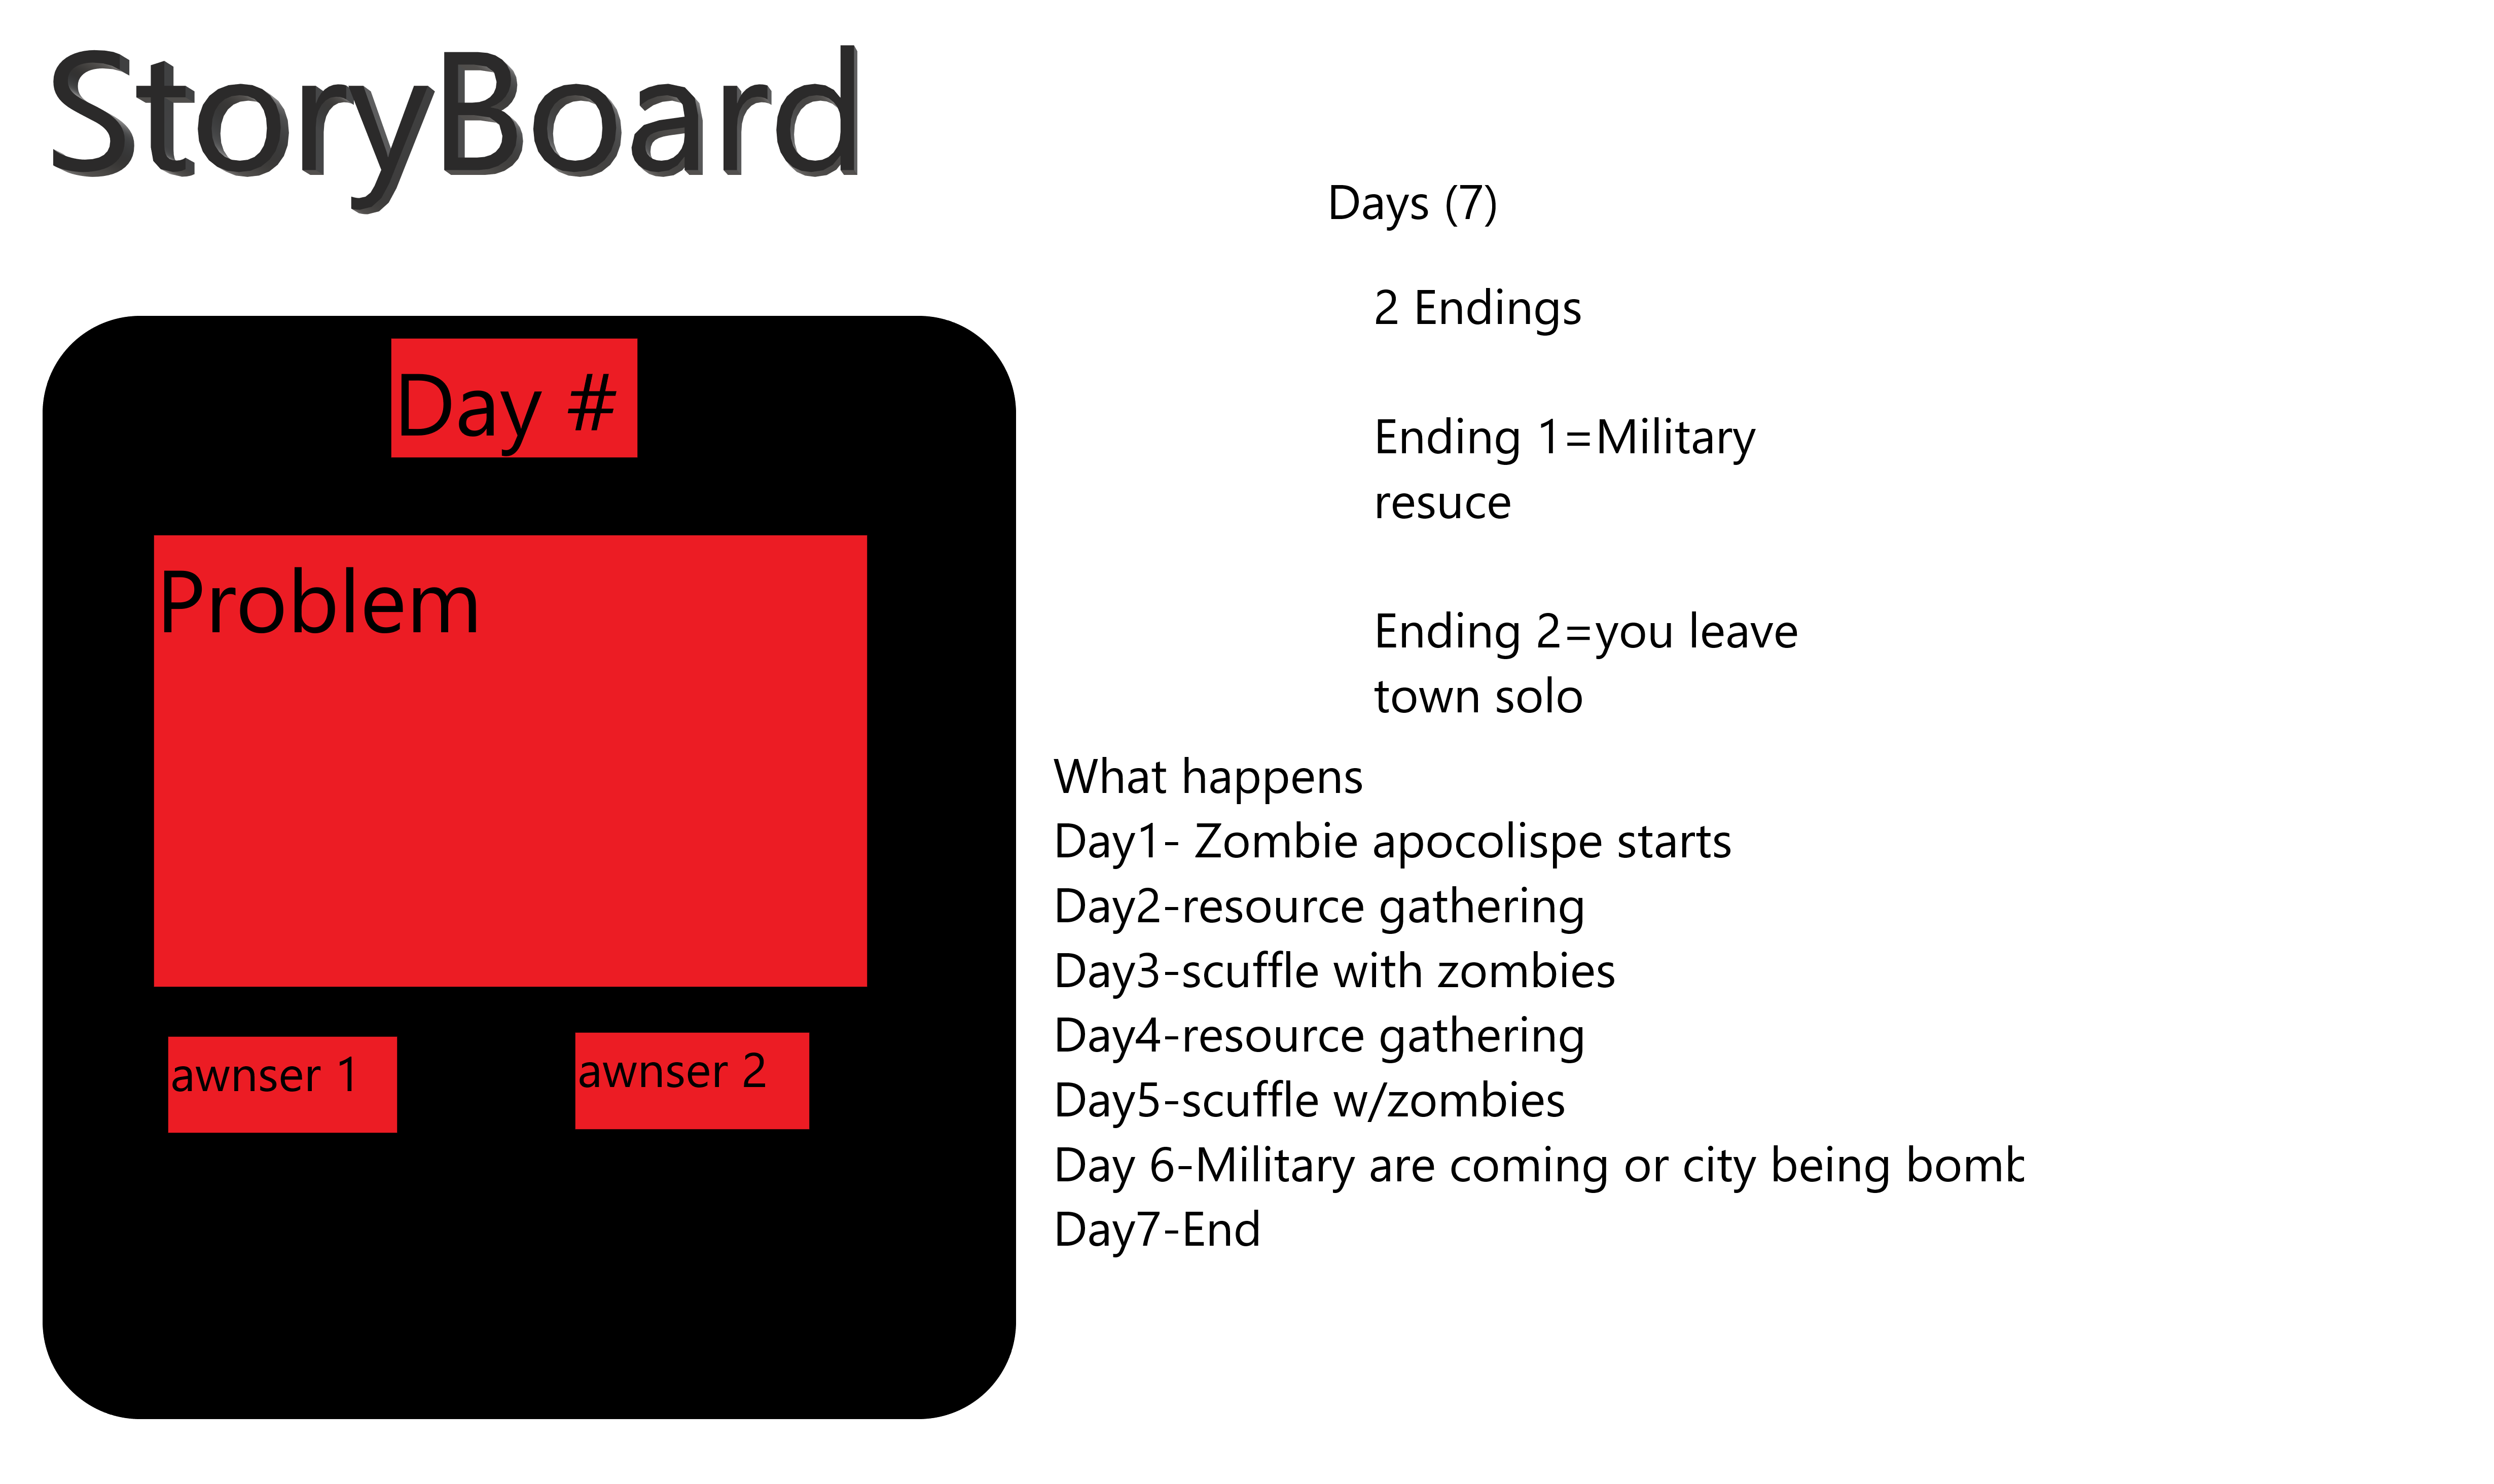 StoryBoard
Days (7)
2 Endings
Ending 1=Military
resuce
Ending 2=you leave
town solo
Day #
Problem
awnser 1
awnser 2
What happens
Day1- Zombie apocolispe starts
Day2-resource gathering
Day3-scuffle with zombies
Day4-resource gathering
Day5-scuffle w/zombies
Day 6-Military are coming or city being bomb
Day7-End